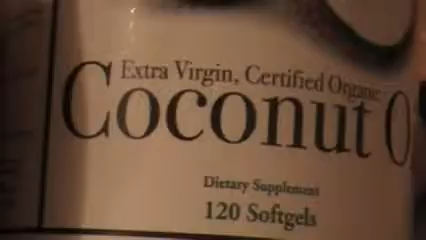 Extra Virgin, Certified Organic
Coconut O
Dietary Supplement
120 Softgels